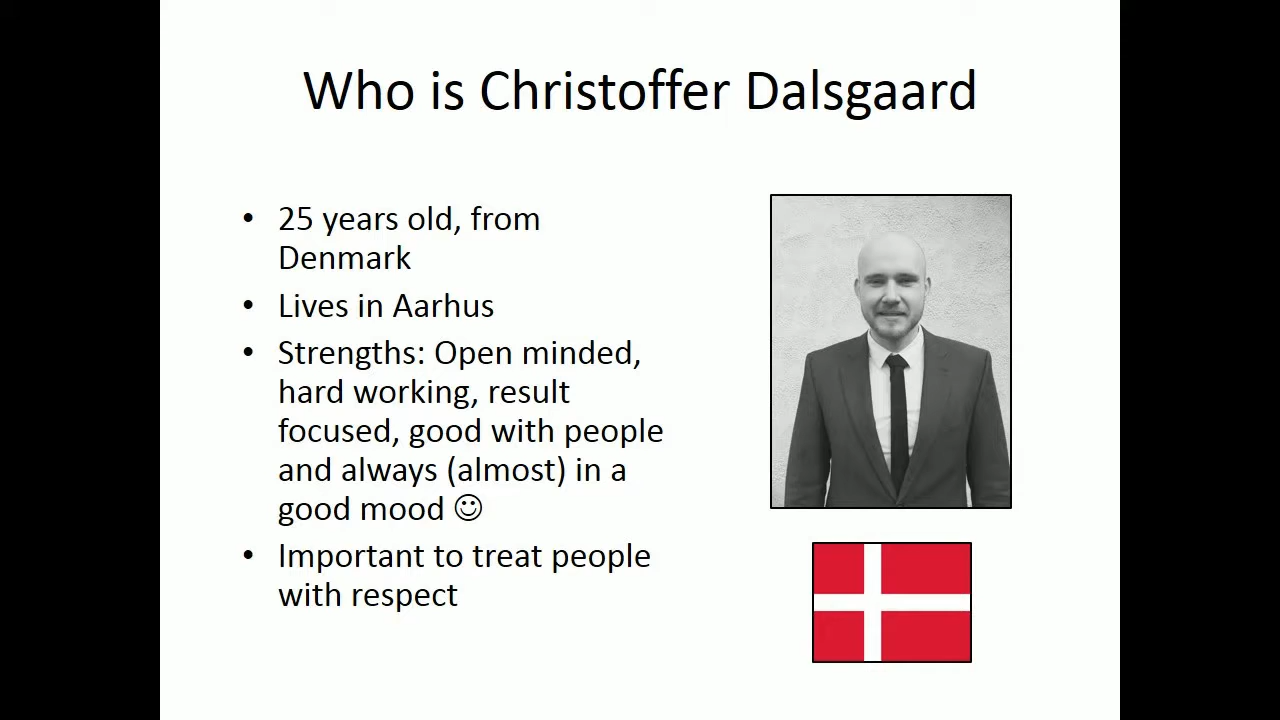 Who is Christoffer Dalsgaard
• 25 years old, from
Denmark
• Lives in Aarhus
• Strengths: Open minded,
hard working, result
focused, good with people
and always (almost) in a
good mood ☺
• Important to treat people
with respect